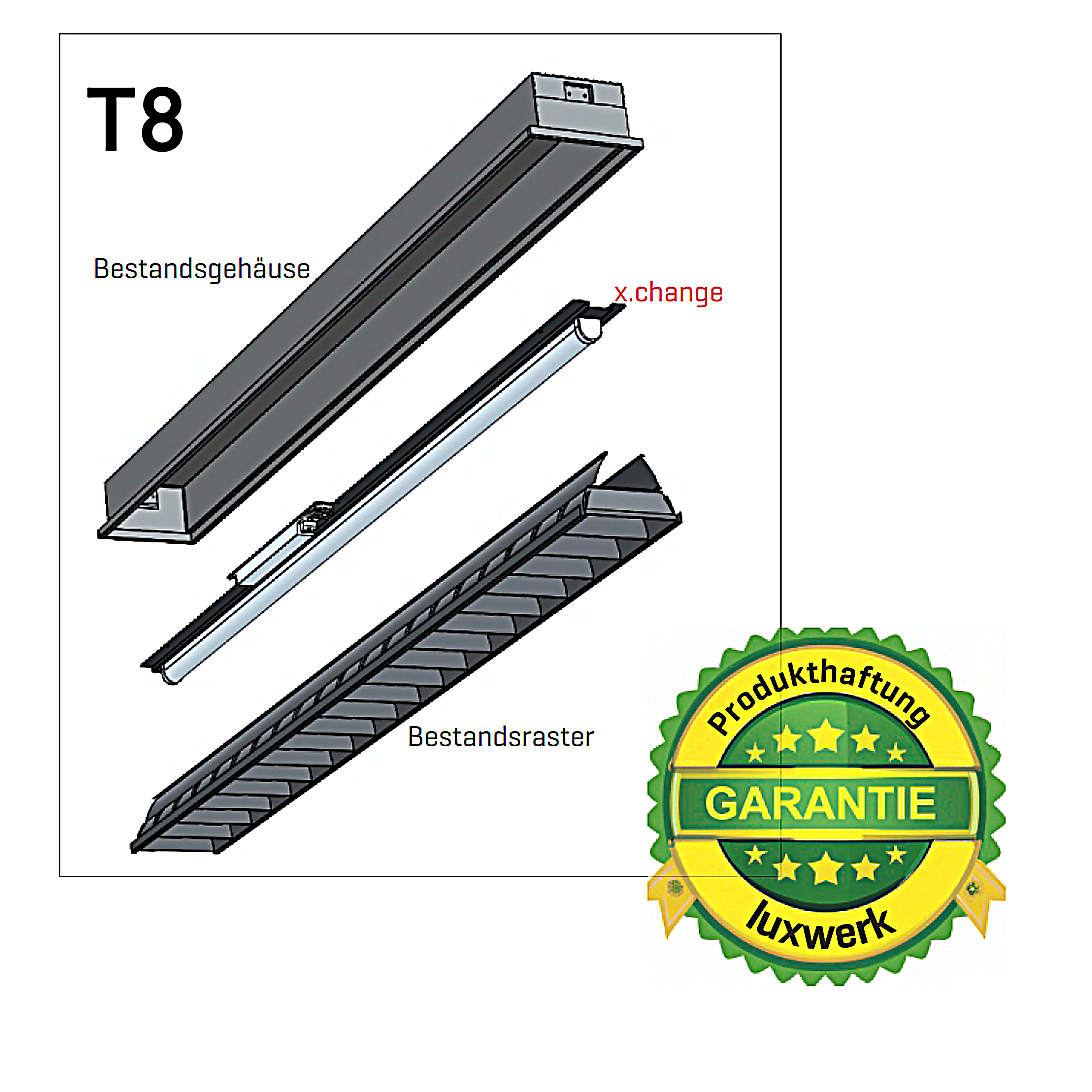 T8
Bestandsgehäuse
x.change
Bestandsraster
Produkthaftung
GARANTIE
luxwerk